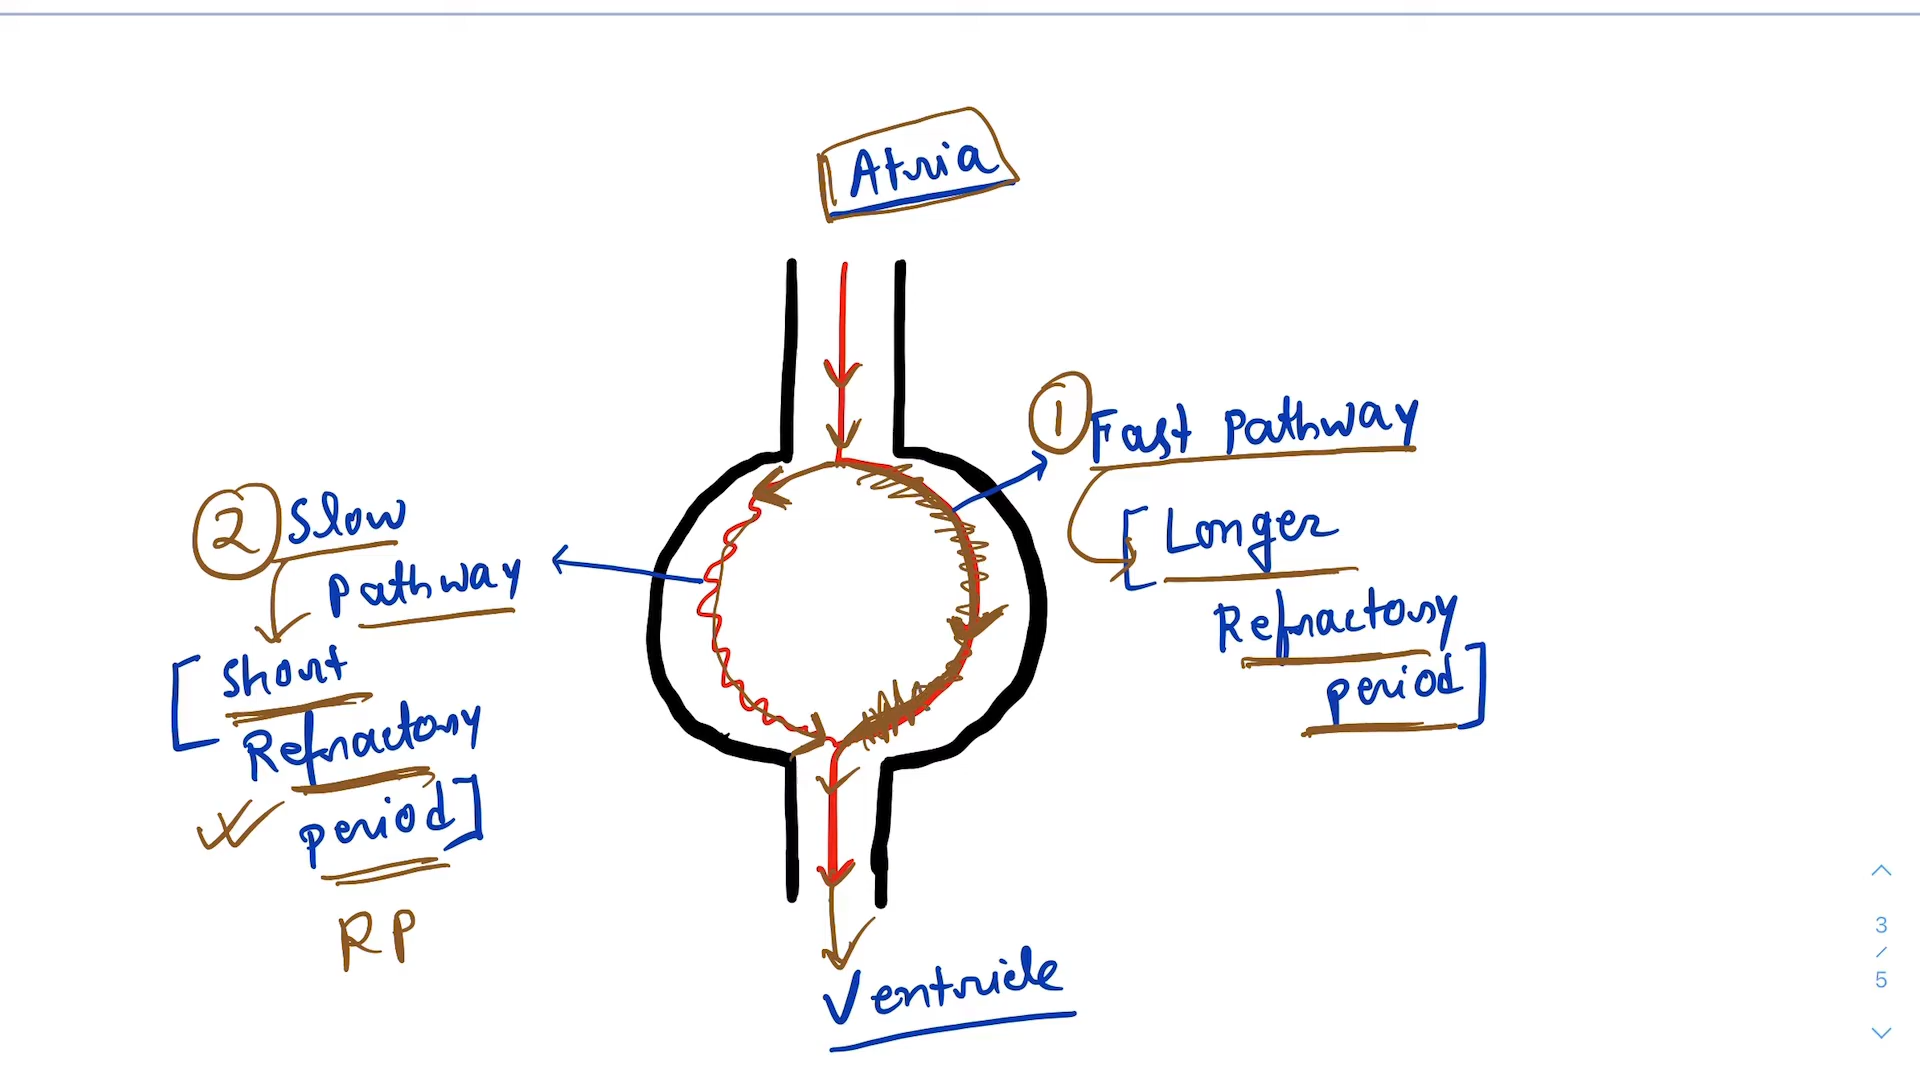 Atria
1 Fast Pathway
[Longer
Refractory
period]
2 Slow
Pathway
[Short
Refractory
period]
RP
Ventricle
3
/
5